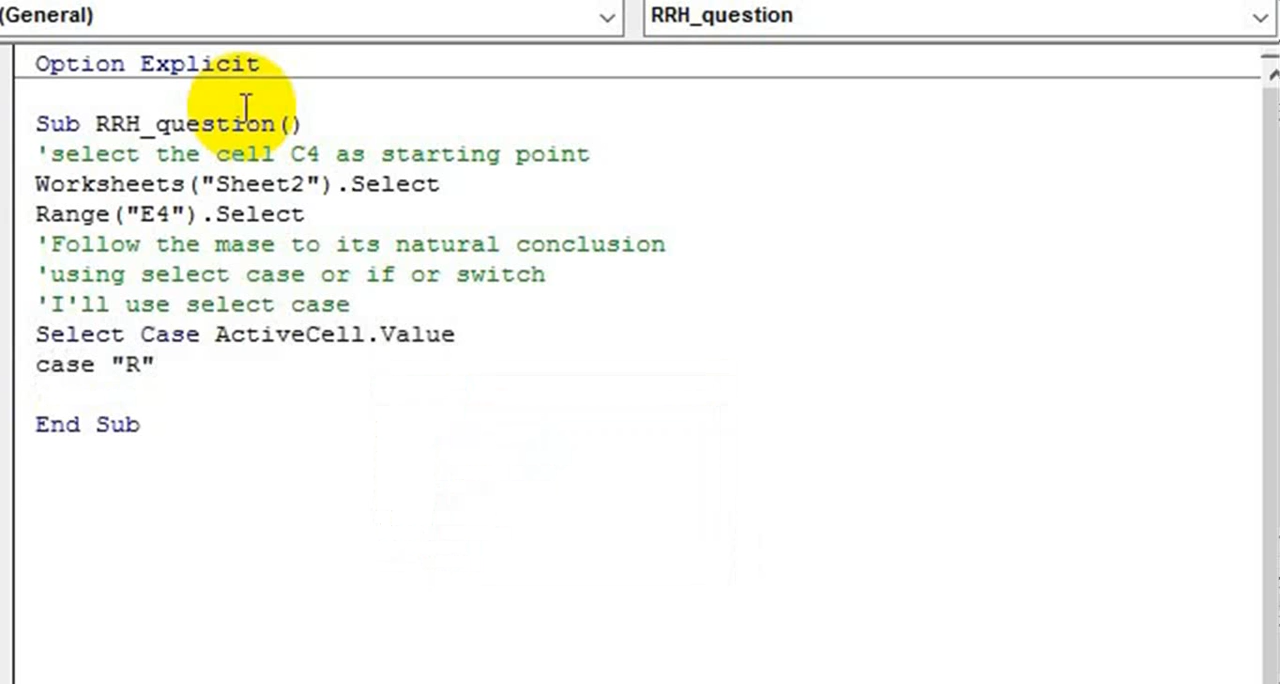 (General)
RRH_question
Option Explicit
Sub RRH_question()
'select the cell C4 as starting point
Worksheets("Sheet2").Select
Range("E4").Select
'Follow the mase to its natural conclusion
'using select case or if or switch
'I'll use select case
Select Case ActiveCell.Value
case "R"
End Sub